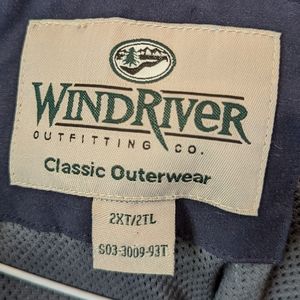 WINDRIVER
OUTFITTING CO.
Classic Outerwear
2XT/2TL
S03-3009-93T